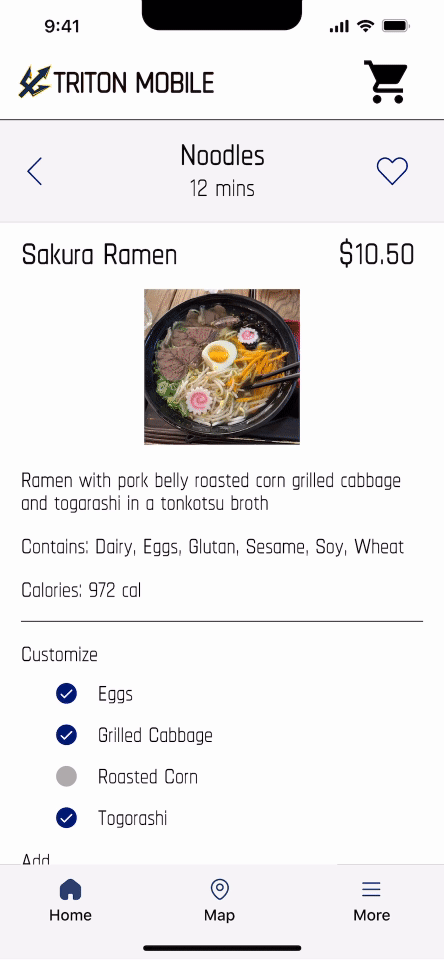 9:41
TRITON MOBILE
Noodles
12 mins
Sakura Ramen
$10.50
Ramen with pork belly roasted corn grilled cabbage
and togarashi in a tonkotsu broth
Contains: Dairy, Eggs, Glutan, Sesame, Soy, Wheat
Calories: 972 cal
Customize
Eggs
Grilled Cabbage
Roasted Corn
Togorashi
Add
Home
Map
More